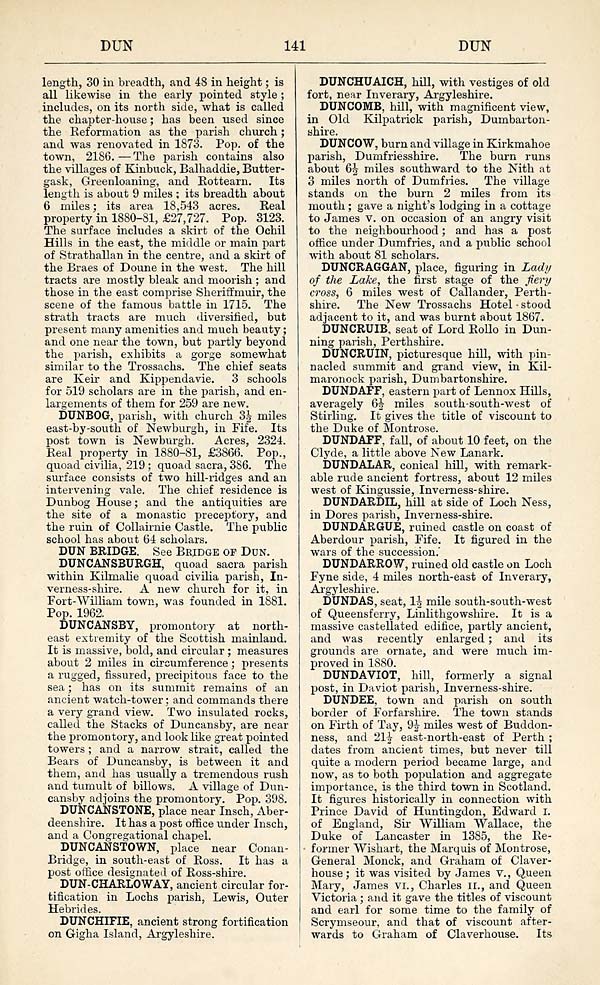 DUN 141 DUN
length, 30 in breadth, and 48 in height; is
all likewise in the early pointed style;
includes, on its north side, what is called
the chapter-house; has been used since
the Reformation as the parish church;
and was renovated in 1873. Pop. of the
town, 2186. — The parish contains also
the villages of Kinbuck, Balhaddie, Butter-
gask, Greenloaning, and Rottearn. Its
length is about 9 miles; its breadth about
6 miles; its area 18,543 acres. Real
property in 1880-81, £27,727. Pop. 3123.
The surface includes a skirt of the Ochil
Hills in the east, the middle or main part
of Strathallan in the centre, and a skirt of
the Braes of Doune in the west. The hill
tracts are mostly bleak and moorish; and
those in the east comprise Sheriffmuir, the
scene of the famous battle in 1715. The
strath tracts are much diversified, but
present many amenities and much beauty;
and one near the town, but partly beyond
the parish, exhibits a gorge somewhat
similar to the Trossachs. The chief seats
are Keir and Kippendavie. 3 schools
for 519 scholars are in the parish, and en-
largements of them for 259 are new.
DUNBOG, parish, with church 3½ miles
east-by-south of Newburgh, in Fife. Its
post town is Newburgh. Acres, 2324.
Real property in 1880-81, £3866. Pop.,
quoad civilia, 219; quoad sacra, 386. The
surface consists of two hill-ridges and an
intervening vale. The chief residence is
Dunbog House; and the antiquities are
the site of a monastic preceptory, and
the ruin of Collairnie Castle. The public
school has about 64 scholars.
DUN BRIDGE. See BRIDGE OF DUN.
DUNCANSBURGH, quoad sacra parish
within Kilmalie quoad civilia parish, In-
verness-shire. A new church for it, in
Fort-William town, was founded in 1881.
Pop. 1962.
DUNCANSBY, promontory at north-
east extremity of the Scottish mainland.
It is massive, bold, and circular; measures
about 2 miles in circumference; presents
a rugged, fissured, precipitous face to the
sea; has on its summit remains of an
ancient watch-tower; and commands there
a very grand view. Two insulated rocks,
called the Stacks of Duncansby, are near
the promontory, and look like great pointed
towers; and a narrow strait, called the
Bears of Duncansby, is between it and
them, and has usually a tremendous rush
and tumult of billows. A village of Dun-
cansby adjoins the promontory. Pop. 398.
DUNCANSTONE, place near Insch, Aber-
deenshire. It has a post office under Insch,
and a Congregational chapel.
DUNCANSTOWN, place near Conan-
Bridge, in south-east of Ross. It has a
post office designated of Ross-shire.
DUN-CHARLOWAY, ancient circular for-
tification in Lochs parish, Lewis, Outer
Hebrides.
DUNCHIFIE, ancient strong fortification
on Gigha Island, Argyleshire.
DUNCHUAICH, hill, with vestiges of old
fort, near Inverary, Argyleshire.
DUNCOMB, hill, with magnificent view,
in Old Kilpatrick parish, Dumbarton-
shire.
DUNCOW, burn and village in Kirkmahoe
parish, Dumfriesshire. The burn runs
about 6½ miles southward to the Nith at
3 miles north of Dumfries. The village
stands on the burn 2 miles from its
mouth; gave a night's lodging in a cottage
to James V. on occasion of an angry visit
to the neighbourhood; and has a post
office under Dumfries, and a public school
with about 81 scholars.
DUNCRAGGAN, place, figuring in Lady
of the Lake, the first stage of the fiery
cross, 6 miles west of Callander, Perth-
shire. The New Trossachs Hotel stood
adjacent to it, and was burnt about 1867.
DUNCRUIB, seat of Lord Rollo in Dun-
ning parish, Perthshire.
DUNCRUIN, picturesque hill, with pin-
nacled summit and grand view, in Kil-
maronock parish, Dumbartonshire.
DUNDAFF, eastern part of Lennox Hills,
averagely 6½ miles south-south-west of
Stirling. It gives the title of viscount to
the Duke of Montrose.
DUNDAFF, fall, of about 10 feet, on the
Clyde, a little above New Lanark.
DUNDALAR, conical hill, with remark-
able rude ancient fortress, about 12 miles
west of Kingussie, Inverness-shire.
DUNDARDIL, hill at side of Loch Ness,
in Dores parish, Inverness-shire.
DUNDARGUE, ruined castle on coast of
Aberdour parish, Fife. It figured in the
wars of the succession.
DUNDARROW, ruined old castle on Loch
Fyne side, 4 miles north-east of Inverary,
Argyleshire.
DUNDAS, seat, 1½ mile south-south-west
of Queensferry, Linlithgowshire. It is a
massive castellated edifice, partly ancient,
and was recently enlarged; and its
grounds are ornate, and were much im-
proved in 1880.
DUNDAVIOT, hill, formerly a signal
post, in Daviot parish, Inverness-shire.
DUNDEE, town and parish on south
border of Forfarshire. The town stands
on Firth of Tay, 9½ miles west of Buddon-
ness, and 21½ east-north-east of Perth;
dates from ancient times, but never till
quite a modern period became large, and
now, as to both population and aggregate
importance, is the third town in Scotland.
It figures historically in connection with
Prince David of Huntingdon, Edward I.
of England, Sir William Wallace, the
Duke of Lancaster in 1385, the Re-
former Wishart, the Marquis of Montrose,
General Monck, and Graham of Claver-
house; it was visited by James V., Queen
Mary, James VI., Charles II., and Queen
Victoria; and it gave the titles of viscount
and earl for some time to the family of
Scrymseour, and that of viscount after-
wards to Graham of Claverhouse. Its